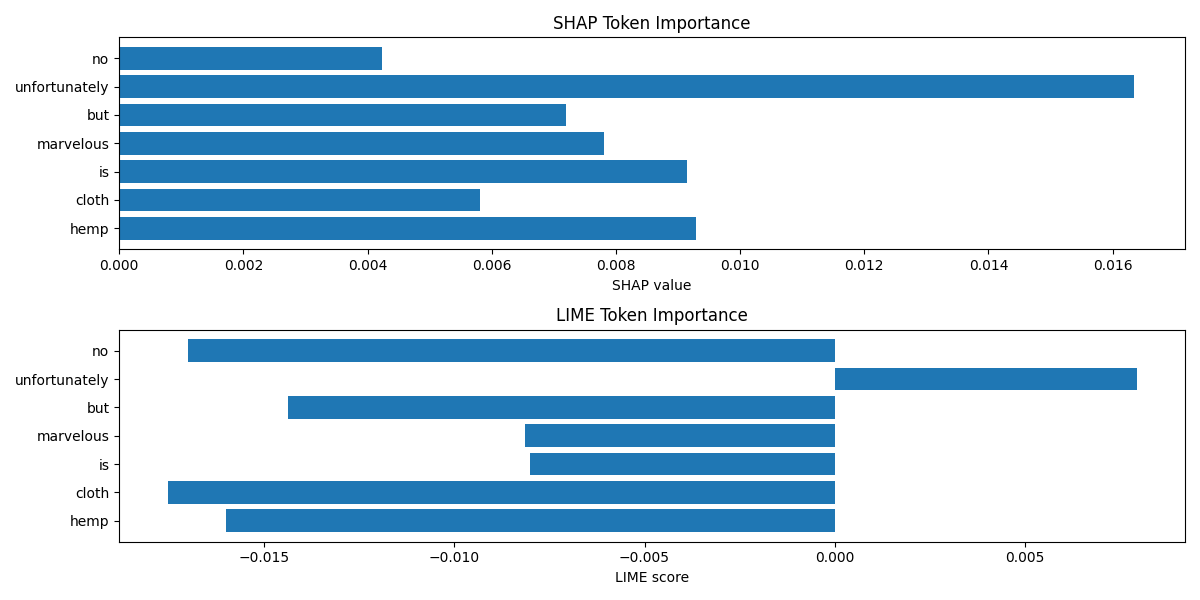 SHAP Token Importance
no
unfortunately
but
marvelous
is
cloth
hemp
0.000 0.002 0.004 0.006 0.008 0.010 0.012 0.014 0.016
SHAP value
LIME Token Importance
no
unfortunately
but
marvelous
is
cloth
hemp
−0.015 −0.010 −0.005 0.000 0.005
LIME score